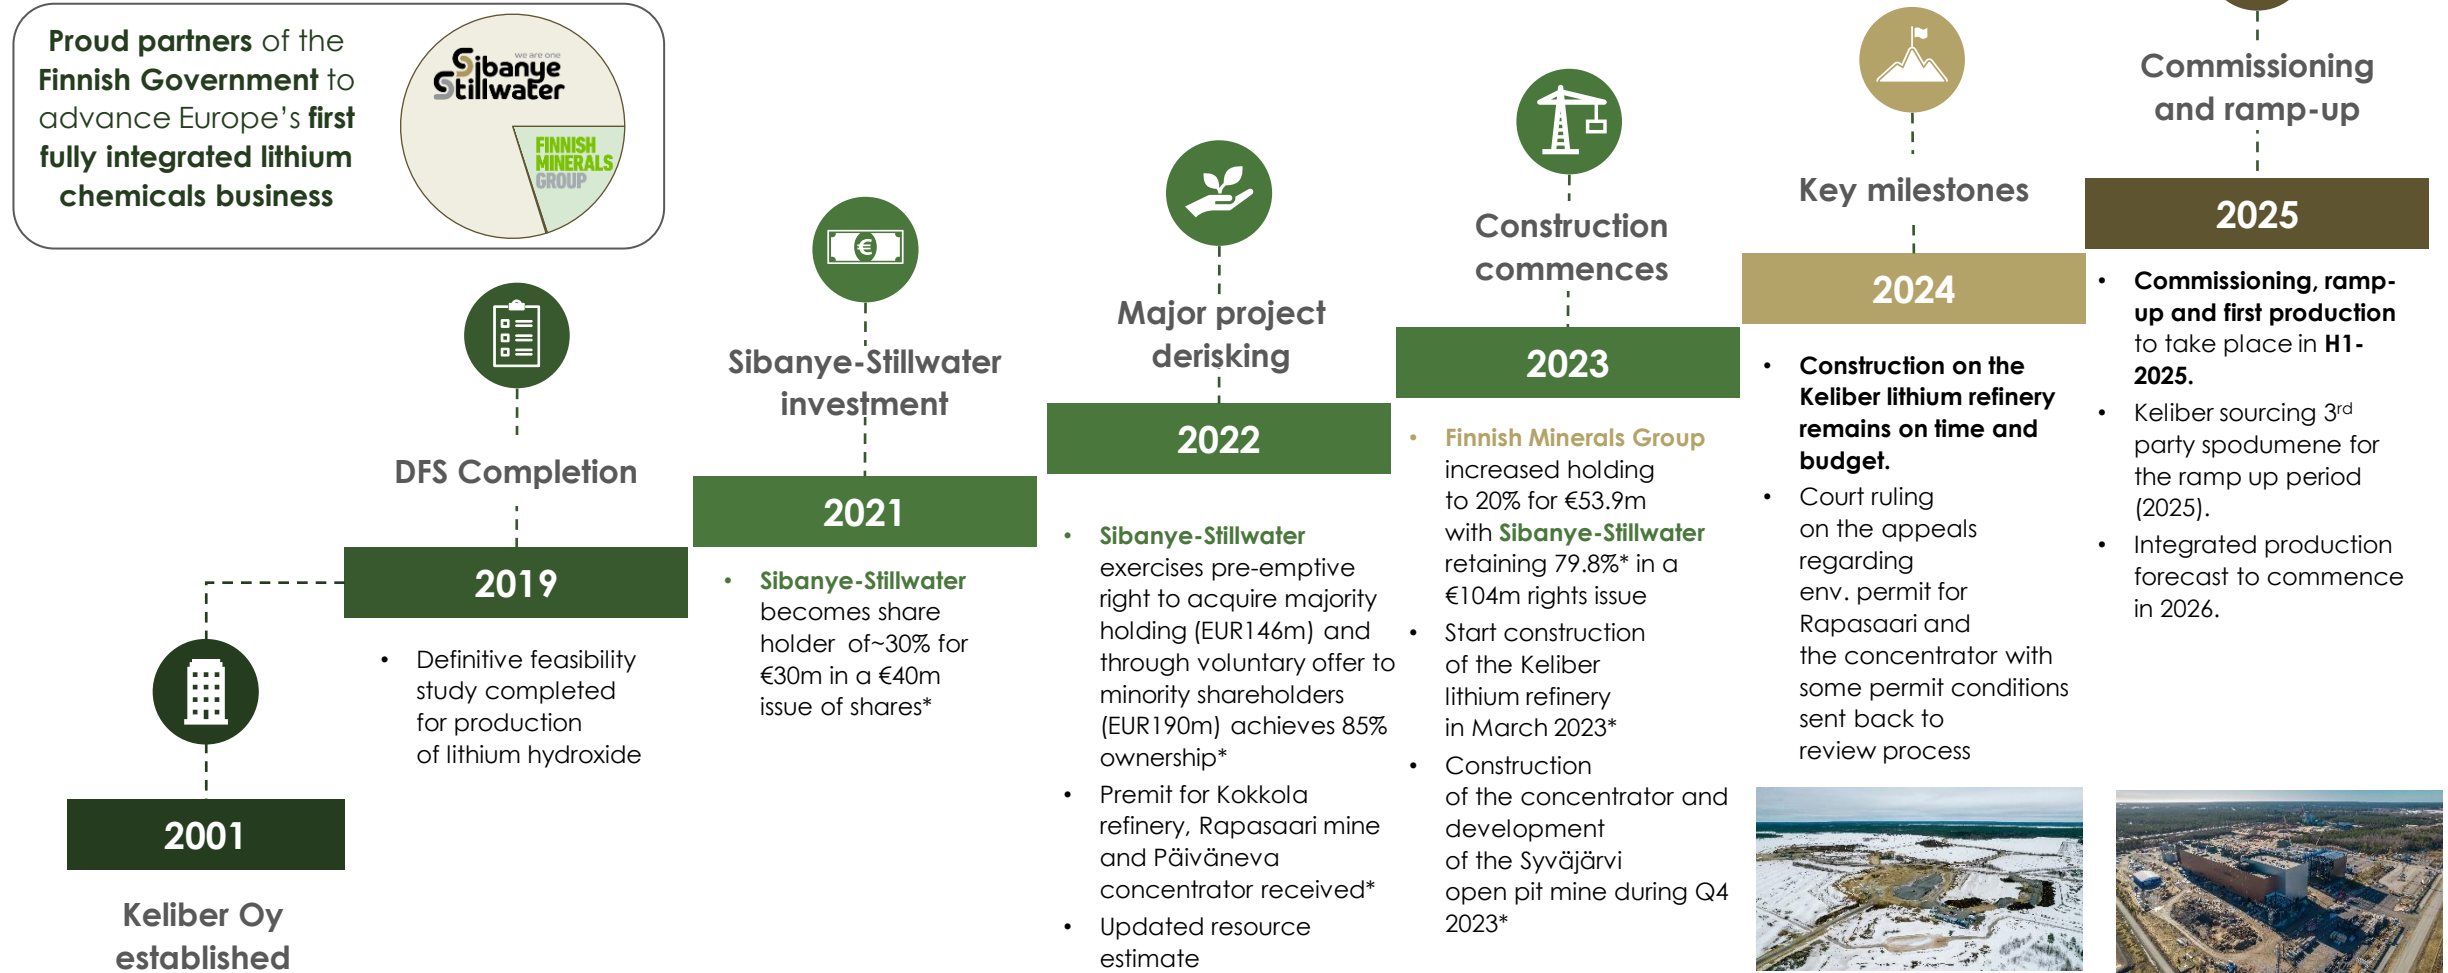 Proud partners of the
Finnish Government to
advance Europe's first
fully integrated lithium
chemicals business
we are one
Sibanye
Stillwater
FINNISH
MINERALS
GROUP
2001
Keliber Oy
established
DFS Completion
2019
• Definitive feasibility
study completed
for production
of lithium hydroxide
€
Sibanye-Stillwater
investment
2021
• Sibanye-Stillwater
becomes share
holder of~30% for
€30m in a €40m
issue of shares*
Major project
derisking
2022
• Sibanye-Stillwater
exercises pre-emptive
right to acquire majority
holding (EUR146m) and
through voluntary offer to
minority shareholders
(EUR190m) achieves 85%
ownership*
• Premit for Kokkola
refinery, Rapasaari mine
and Päiväneva
concentrator received*
• Updated resource
estimate
Construction
commences
2023
• Finnish Minerals Group
increased holding
to 20% for €53.9m
with Sibanye-Stillwater
retaining 79.8%* in a
€104m rights issue
• Start construction
of the Keliber
lithium refinery
in March 2023*
• Construction
of the concentrator and
development
of the Syväjärvi
open pit mine during Q4
2023*
Key milestones
2024
• Construction on the
Keliber lithium refinery
remains on time and
budget.
• Court ruling
on the appeals
regarding
env. permit for
Rapasaari and
the concentrator with
some permit conditions
sent back to
review process
Commissioning
and ramp-up
2025
• Commissioning, ramp-
up and first production
to take place in H1-
2025.
• Keliber sourcing 3rd
party spodumene for
the ramp up period
(2025).
• Integrated production
forecast to commence
in 2026.